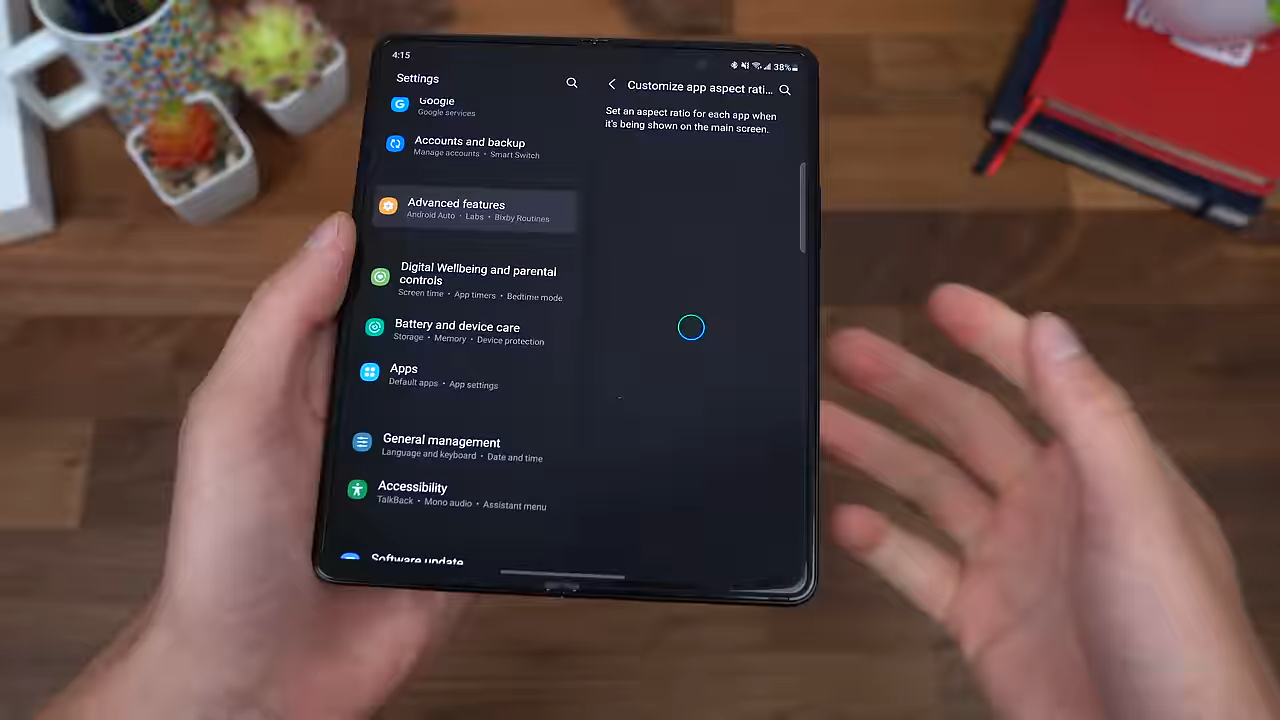 4:15
38%
Settings
Google
Google services
Accounts and backup
Manage accounts • Smart Switch
Advanced features
Android Auto • Labs • Bixby Routines
Digital Wellbeing and parental
controls
Screen time • App timers • Bedtime mode
Battery and device care
Storage • Memory • Device protection
Apps
Default apps • App settings
General management
Language and keyboard • Date and time
Accessibility
TalkBack • Mono audio • Assistant menu
Software update
Customize app aspect rati...
Set an aspect ratio for each app when
it's being shown on the main screen.